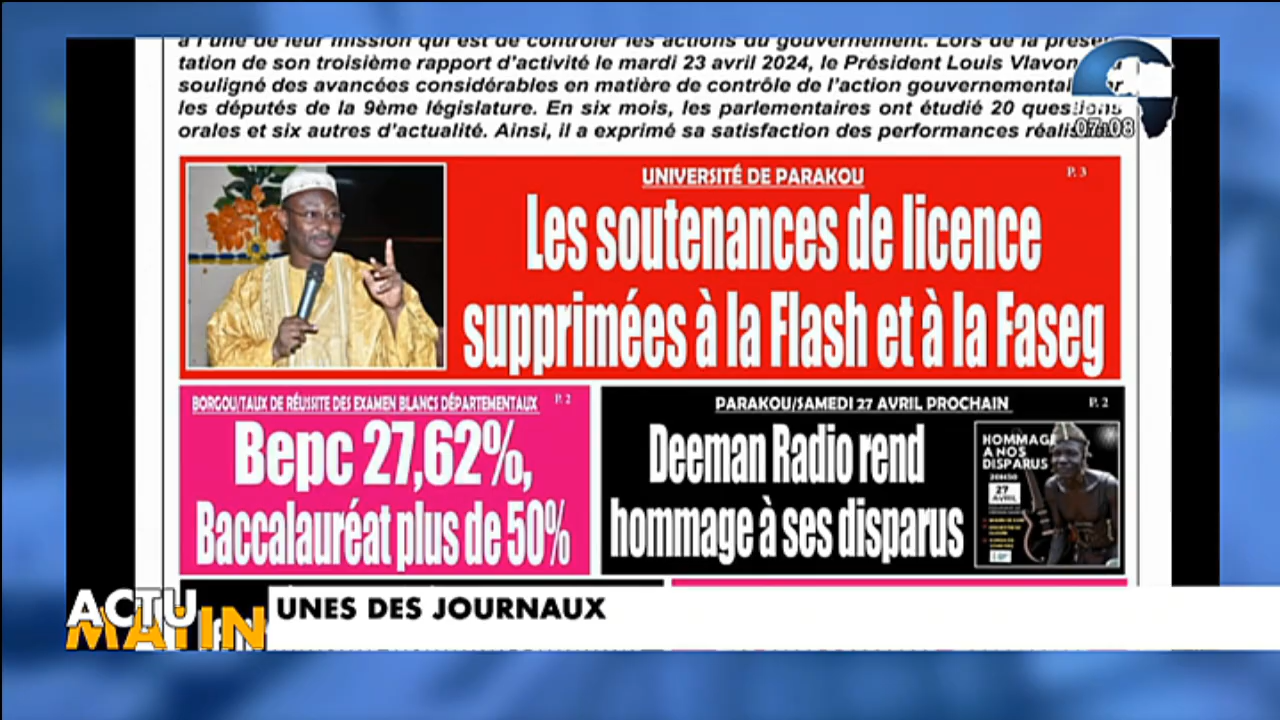 à l'une de leur mission qui est de contrôler les actions du gouvernement. Lors de la présen
tation de son troisième rapport d'activité le mardi 23 avril 2024, le Président Louis Vlavon
souligné des avancées considérables en matière de contrôle de l'action gouvernemental
les députés de la 9ème législature. En six mois, les parlementaires ont étudié 20 questions
orales et six autres d'actualité. Ainsi, il a exprimé sa satisfaction des performances réalis
07:08
UNIVERSITÉ DE PARAKOU
P. 3
Les soutenances de licence
supprimées à la Flash et à la Faseg
BORGOU/TAUX DE RÉUSSITE DES EXAMEN BLANCS DÉPARTEMENTAUX
P. 2
Bepc 27,62%,
Baccalauréat plus de 50%
PARAKOU/SAMEDI 27 AVRIL PROCHAIN
P. 2
Deeman Radio rend
hommage à ses disparus
HOMMAGE
A NOS
DISPARUS
27
AVRIL
ACTU
MATIN
UNES DES JOURNAUX